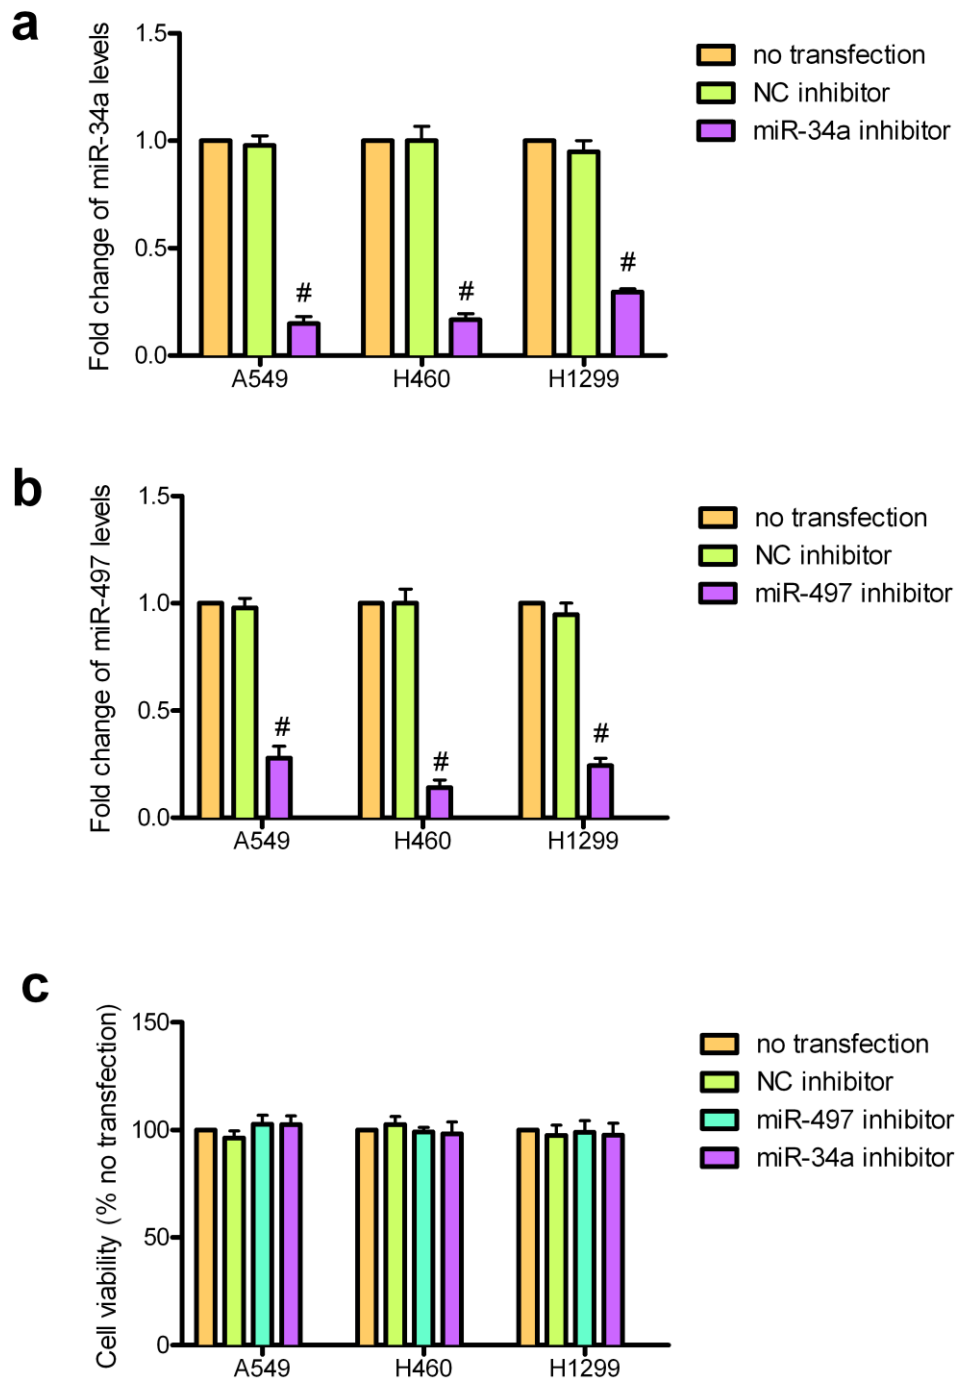 a
Fold change of miR-34a levels
1.5
1.0
0.5
0.0
#
#
#
A549
H460
H1299
no transfection
NC inhibitor
miR-34a inhibitor
b
Fold change of miR-497 levels
1.5
1.0
0.5
0.0
#
#
#
A549
H460
H1299
no transfection
NC inhibitor
miR-497 inhibitor
c
Cell viability (% no transfection)
150
100
50
0
A549
H460
H1299
no transfection
NC inhibitor
miR-497 inhibitor
miR-34a inhibitor